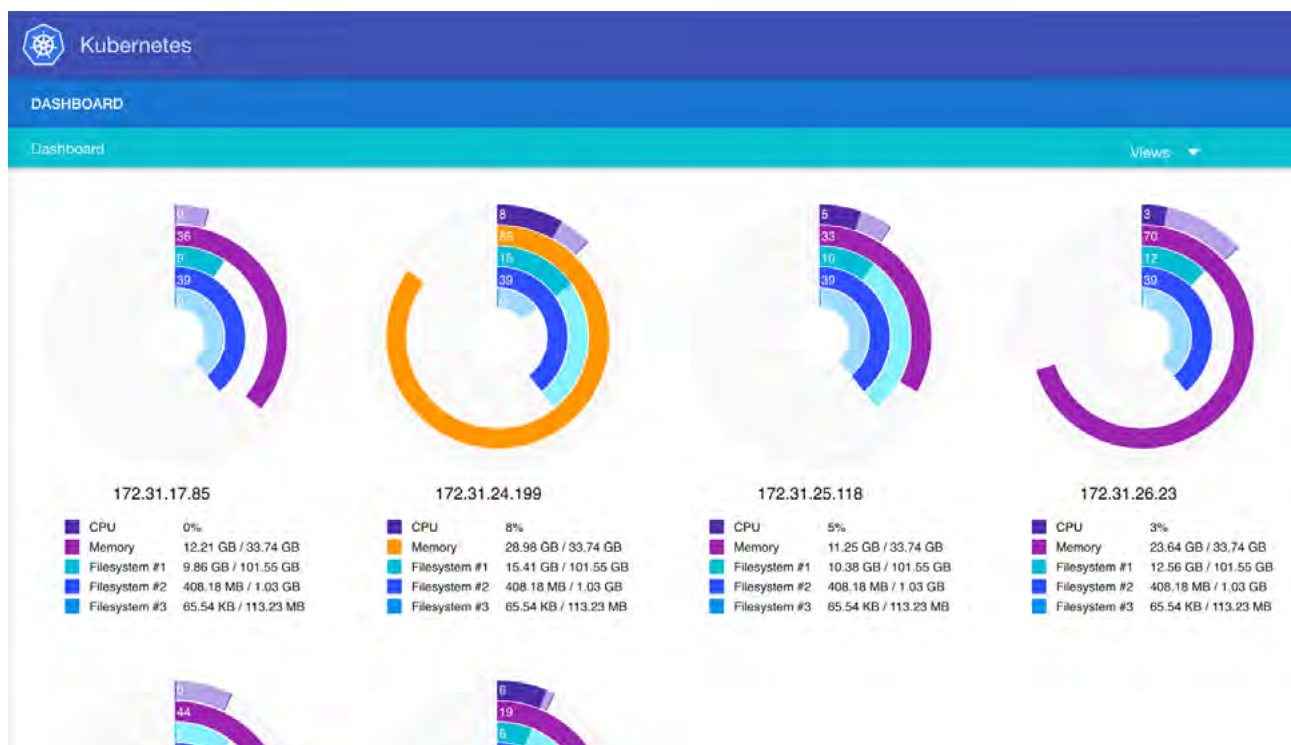 Kubernetes
DASHBOARD
Dashboard
Views
0
36
9
39
8
85
15
39
5
33
10
39
3
70
12
39
172.31.17.85
CPU 0%
Memory 12.21 GB / 33.74 GB
Filesystem #1 9.86 GB / 101.55 GB
Filesystem #2 408.18 MB / 1.03 GB
Filesystem #3 65.54 KB / 113.23 MB
172.31.24.199
CPU 8%
Memory 28.98 GB / 33.74 GB
Filesystem #1 15.41 GB / 101.55 GB
Filesystem #2 408.18 MB / 1.03 GB
Filesystem #3 65.54 KB / 113.23 MB
172.31.25.118
CPU 5%
Memory 11.25 GB / 33.74 GB
Filesystem #1 10.38 GB / 101.55 GB
Filesystem #2 408.18 MB / 1.03 GB
Filesystem #3 65.54 KB / 113.23 MB
172.31.26.23
CPU 3%
Memory 23.64 GB / 33.74 GB
Filesystem #1 12.56 GB / 101.55 GB
Filesystem #2 408.18 MB / 1.03 GB
Filesystem #3 65.54 KB / 113.23 MB
0
44
6
19
6